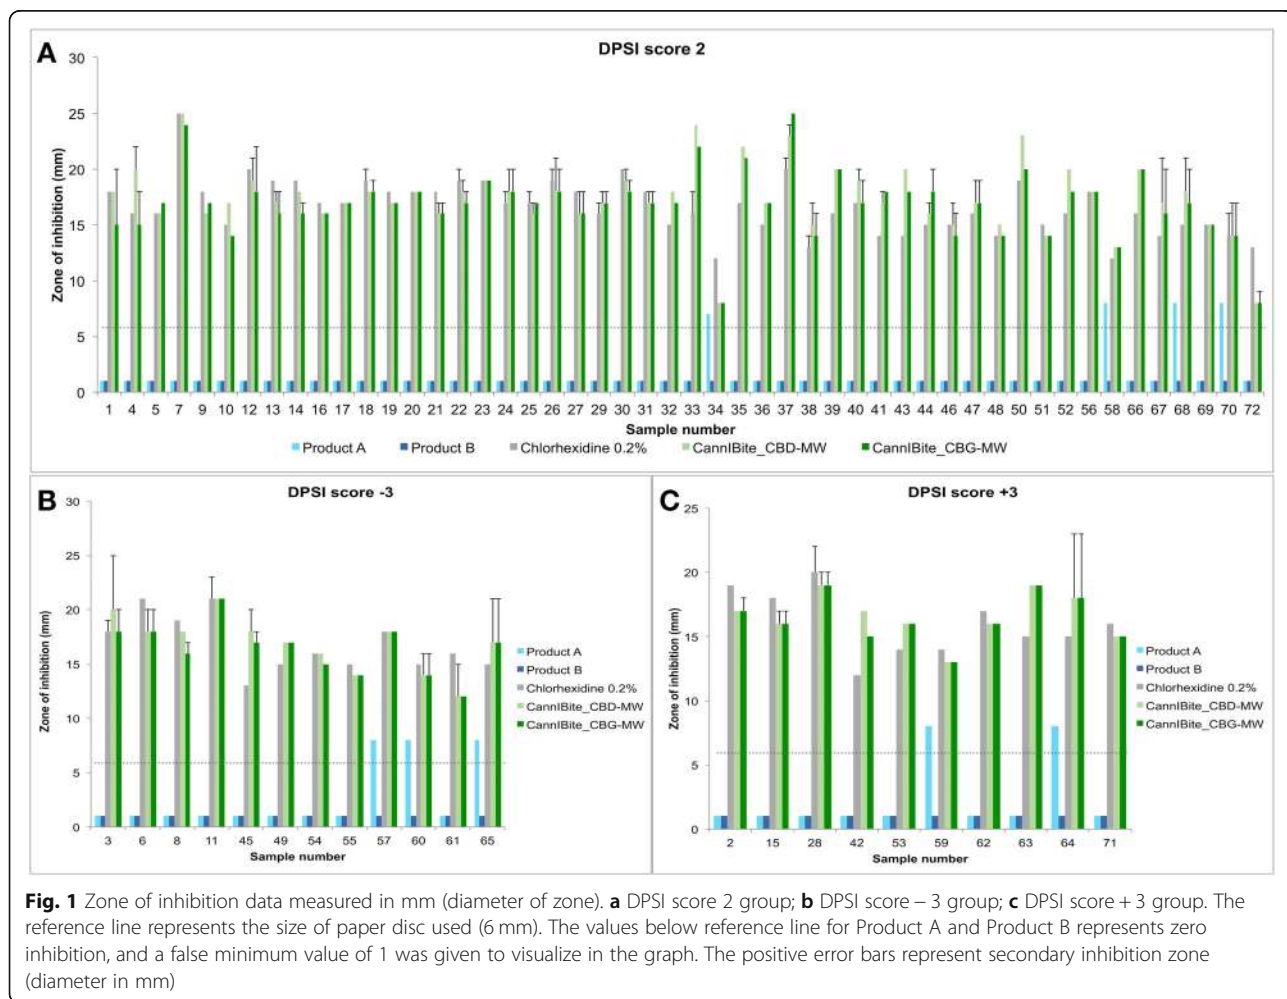 A
DPSI score 2
Zone of inhibition (mm)
30
25
20
15
10
5
0
1 4 5 7 9 10 12 13 14 16 17 18 19 20 21 22 23 24 25 26 27 29 30 31 32 33 34 35 36 37 38 39 40 41 43 44 46 47 48 50 51 52 56 58 66 67 68 69 70 72
Sample number
Product A Product B Chlorhexidine 0.2% CannIBite_CBD-MW CannIBite_CBG-MW
B
DPSI score -3
Zone of inhibition (mm)
30
25
20
15
10
5
0
3 6 8 11 45 49 54 55 57 60 61 65
Sample number
Product A
Product B
Chlorhexidine 0.2%
CannIBite_CBD-MW
CannIBite_CBG-MW
C
DPSI score +3
Zone of inhibition (mm)
25
20
15
10
5
0
2 15 28 42 53 59 62 63 64 71
Sample number
Product A
Product B
Chlorhexidine 0.2%
CannIBite_CBD-MW
CannIBite_CBG-MW
Fig. 1 Zone of inhibition data measured in mm (diameter of zone). a DPSI score 2 group; b DPSI score − 3 group; c DPSI score + 3 group. The
reference line represents the size of paper disc used (6 mm). The values below reference line for Product A and Product B represents zero
inhibition, and a false minimum value of 1 was given to visualize in the graph. The positive error bars represent secondary inhibition zone
(diameter in mm)